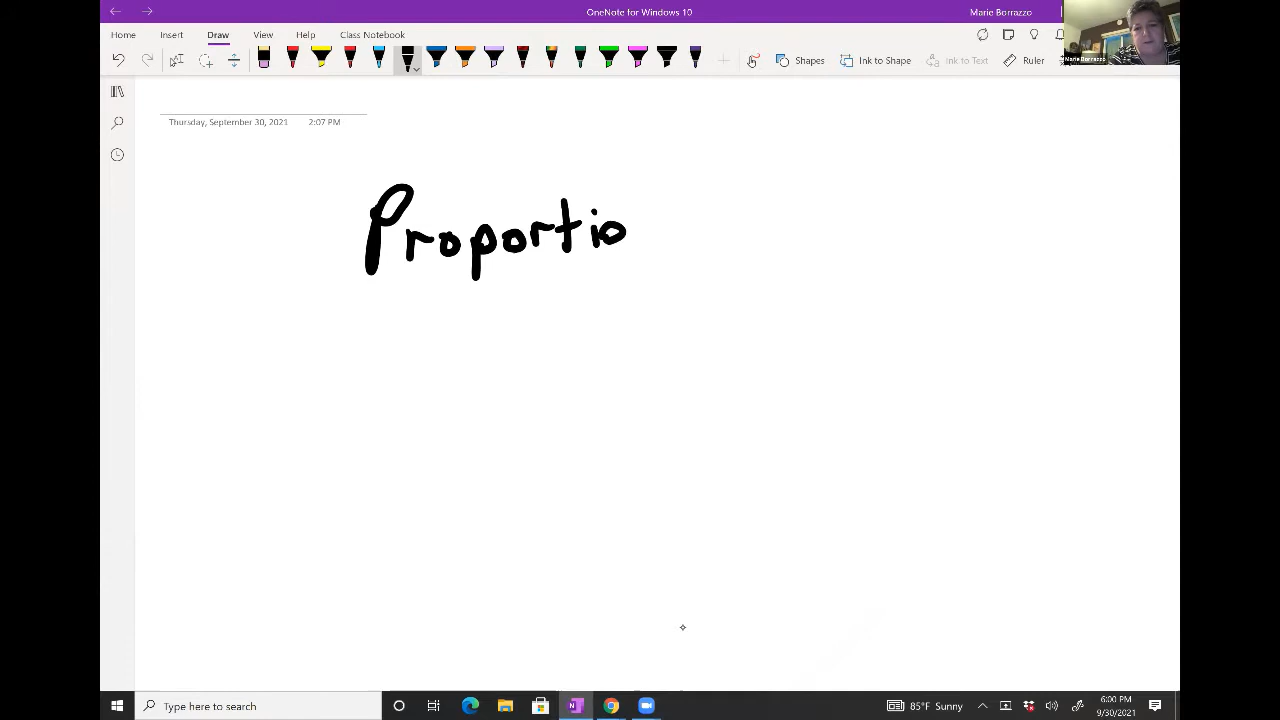 OneNote for Windows 10
Marie Borrazzo
Home Insert Draw View Help Class Notebook
Shapes Ink to Shape Ink to Text Ruler
Marie Borrazzo
Thursday, September 30, 2021 2:07 PM
Proportio
Type here to search
85°F Sunny
6:00 PM
9/30/2021